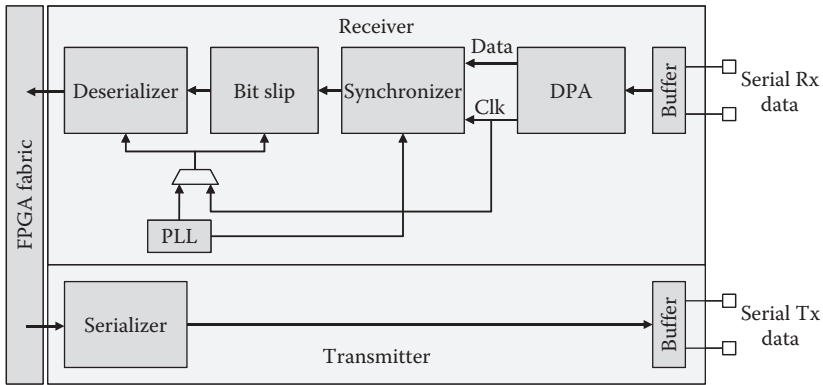 Receiver
Deserializer
Bit slip
Synchronizer
Data
Clk
DPA
Buffer
Serial Rx
data
PLL
FPGA fabric
Serializer
Transmitter
Buffer
Serial Tx
data